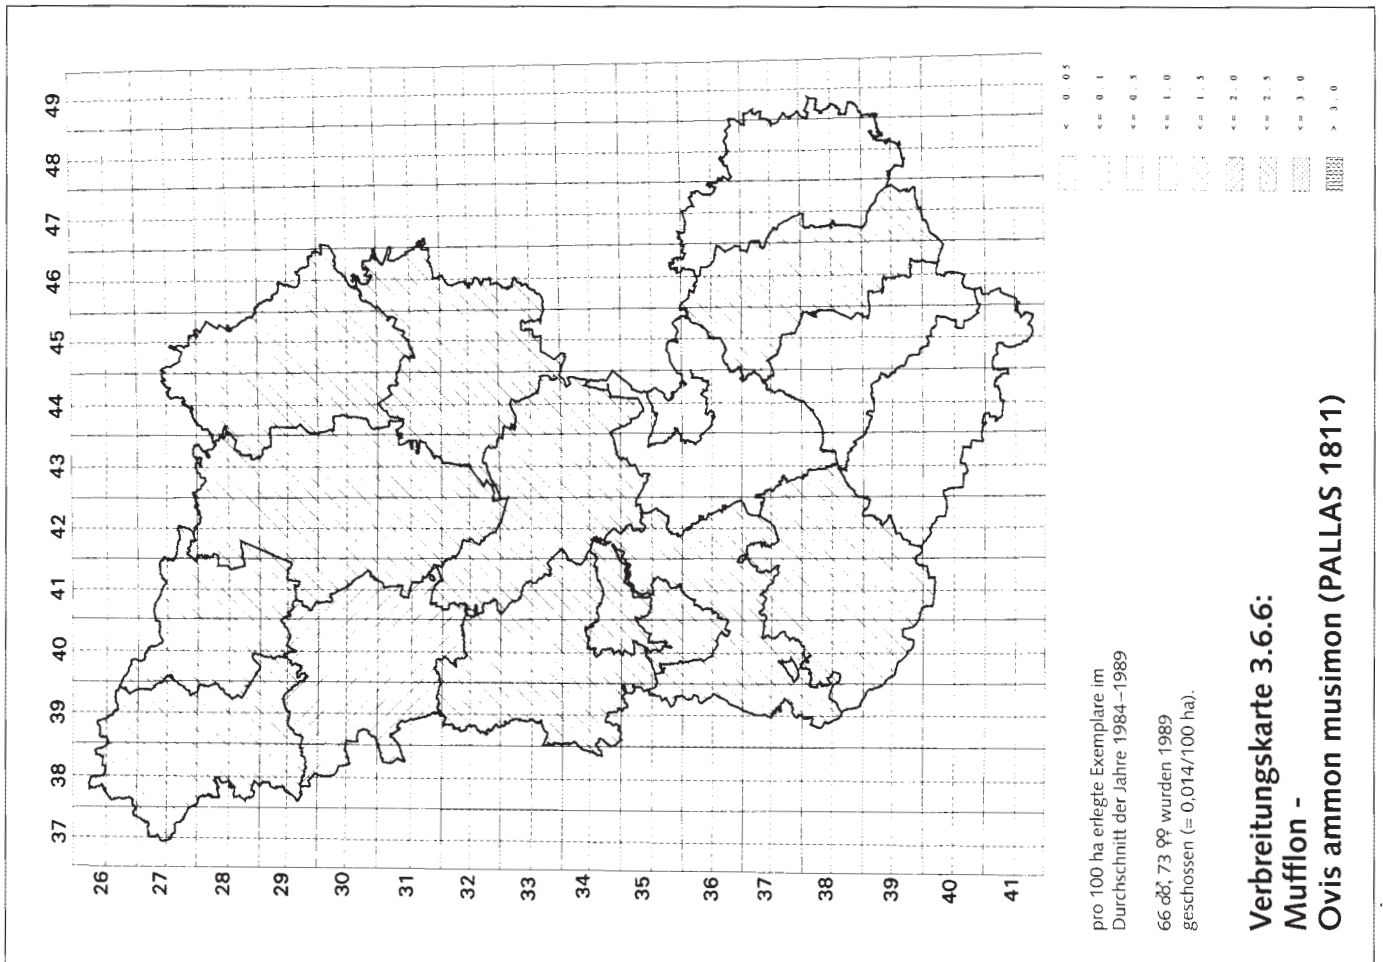 26 27 28 29 30 31 32 33 34 35 36 37 38 39 40 41
37 38 39 40 41 42 43 44 45 46 47 48 49
< 0.05
<= 0.1
<= 0.5
<= 1.0
<= 1.5
<= 2.0
<= 2.5
<= 3.0
> 3.0
pro 100 ha erlegte Exemplare im
Durchschnitt der Jahre 1984–1989
66 ♂♂, 73 ♀♀ wurden 1989
geschossen (= 0,014/100 ha).
Verbreitungskarte 3.6.6:
Mufflon -
Ovis ammon musimon (PALLAS 1811)